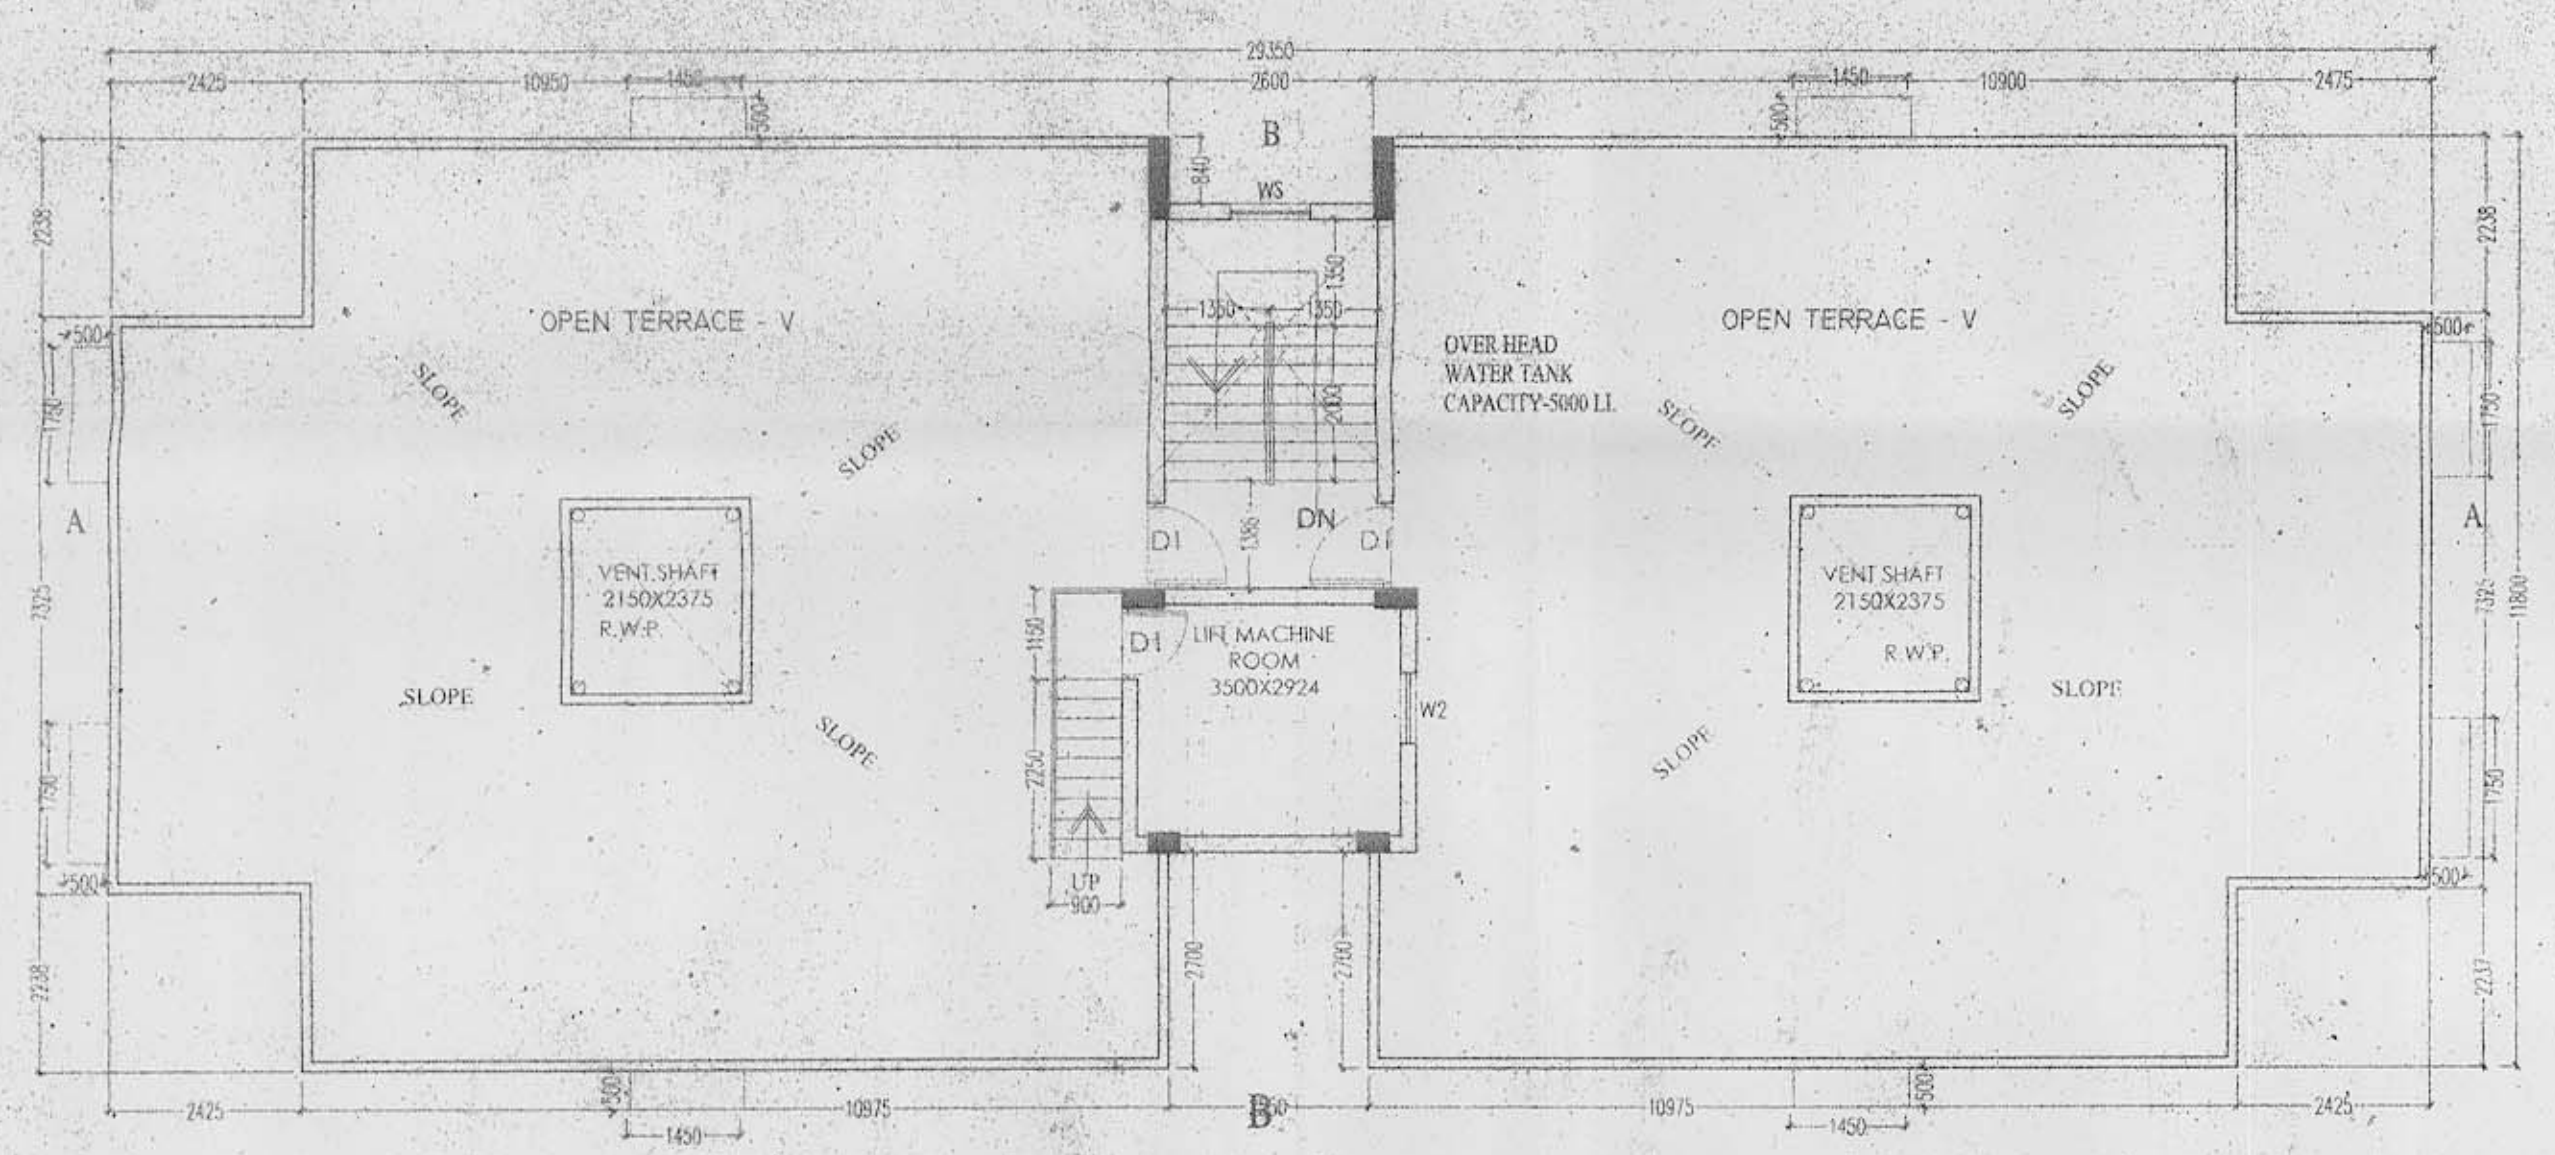 29350
2425
10950
1450
2600
1450
10900
2475
500
500
B
840
WS
2238
2238
1350
1350
1350
OPEN TERRACE - V
OPEN TERRACE - V
500
500
OVER HEAD
WATER TANK
CAPACITY-5000 LI.
SLOPE
SLOPE
SLOPE
SLOPE
1750
2000
1750
A
DN
A
D1
1386
D1
VENT.SHAFT
2150X2375
R.W.P.
VENT SHAFT
2150X2375
R.W.P.
7325
7325
11800
1150
D1
LIFT MACHINE
ROOM
3500X2924
SLOPE
SLOPE
W2
SLOPE
SLOPE
1750
2250
1750
500
UP
900
500
2238
2700
2700
2237
500
500
2425
10975
B
10975
2425
1450
1450